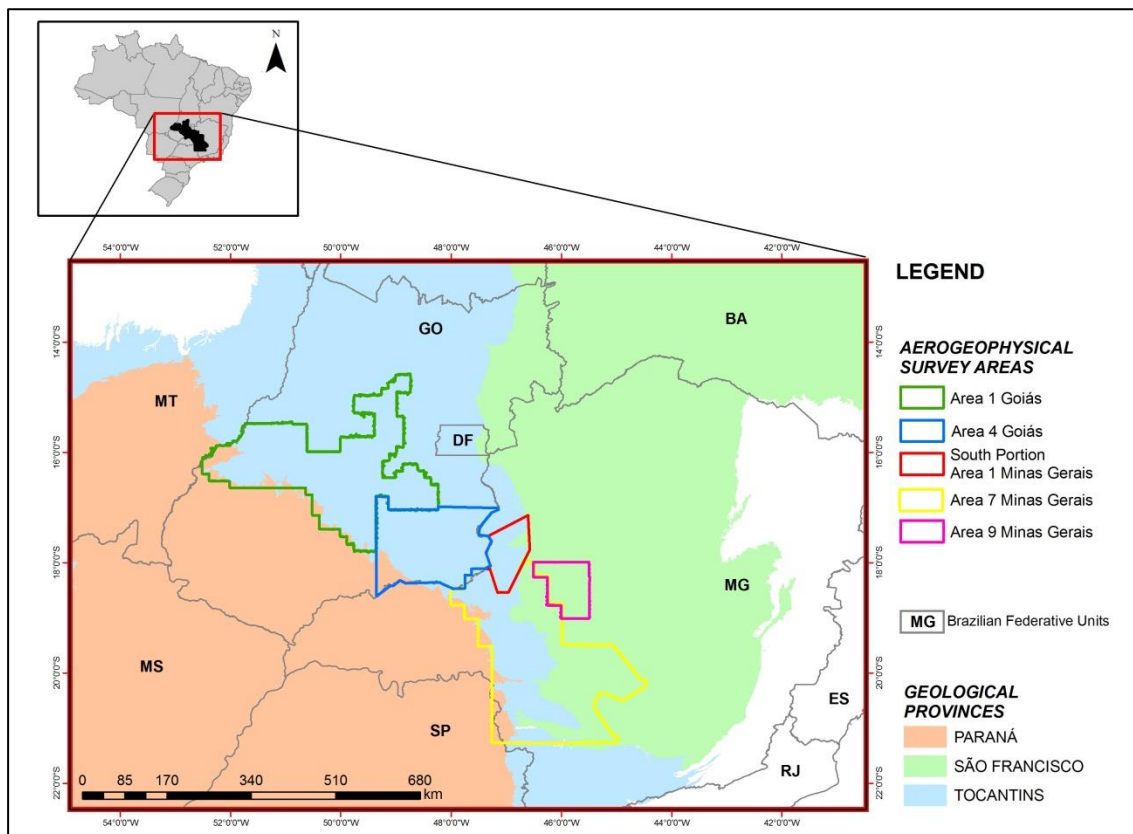 N
54°0'0"W 52°0'0"W 50°0'0"W 48°0'0"W 46°0'0"W 44°0'0"W 42°0'0"W
14°0'0"S
16°0'0"S
18°0'0"S
20°0'0"S
22°0'0"S
GO
BA
MT
DF
MG
MS
SP
ES
RJ
0 85 170 340 510 680
km
54°0'0"W 52°0'0"W 50°0'0"W 48°0'0"W 46°0'0"W 44°0'0"W 42°0'0"W
14°0'0"S
16°0'0"S
18°0'0"S
20°0'0"S
22°0'0"S
LEGEND
AEROGEOPHYSICAL
SURVEY AREAS
Area 1 Goiás
Area 4 Goiás
South Portion
Area 1 Minas Gerais
Area 7 Minas Gerais
Area 9 Minas Gerais
MG Brazilian Federative Units
GEOLOGICAL
PROVINCES
PARANÁ
SÃO FRANCISCO
TOCANTINS